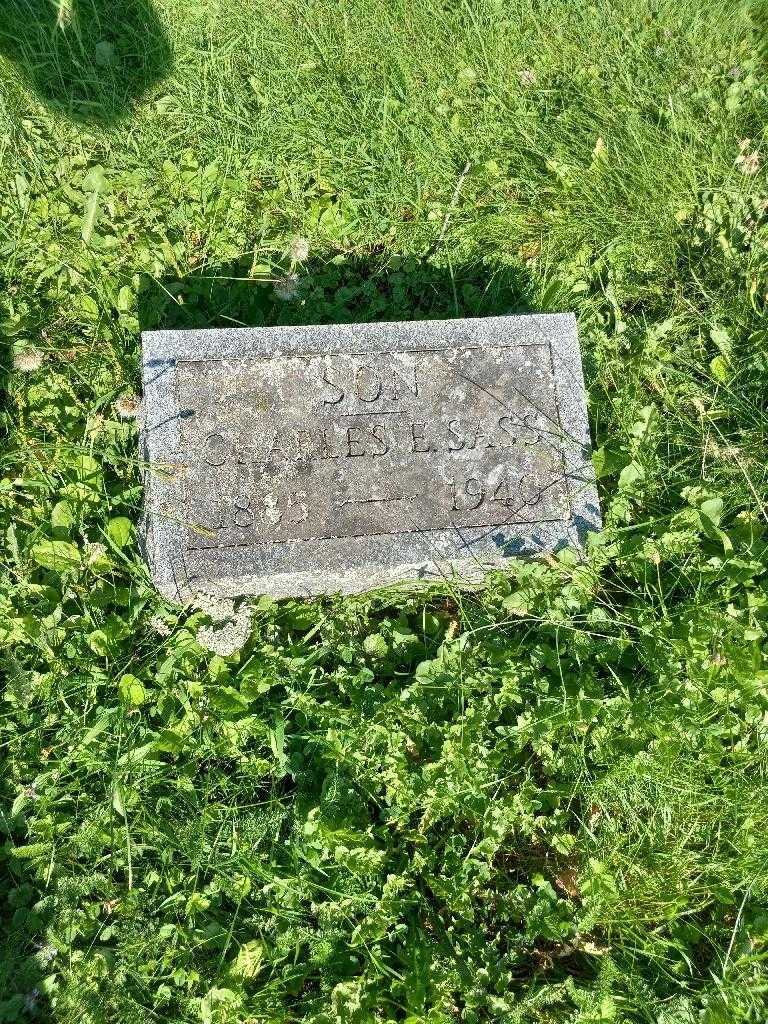 SON
CHARLES E. SASS
— 1940